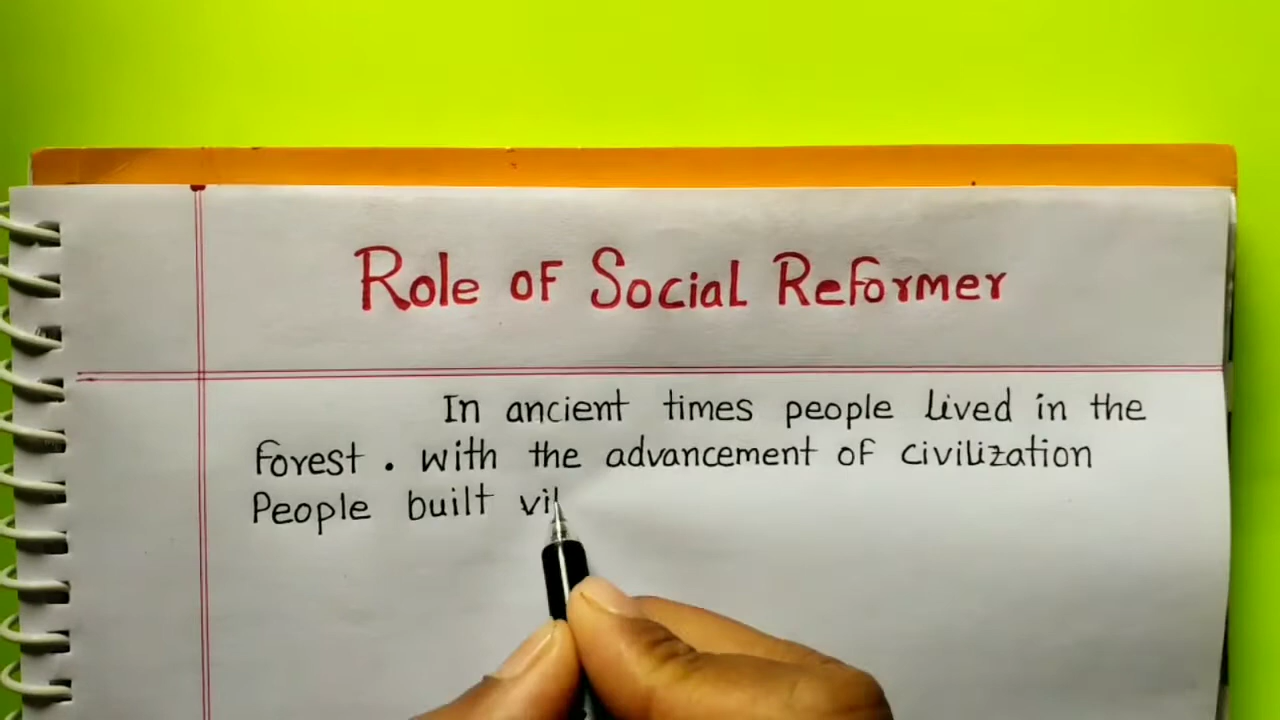 Role of Social Reformer
In ancient times people lived in the
forest. with the advancement of civilization
People built vil